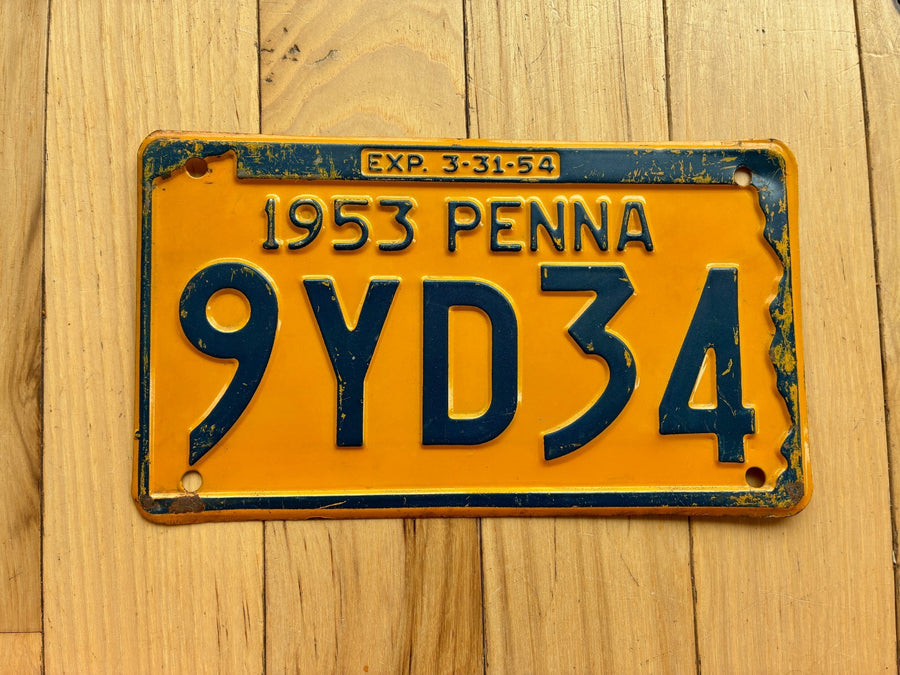 EXP. 3-31-54
1953 PENNA
9YD34